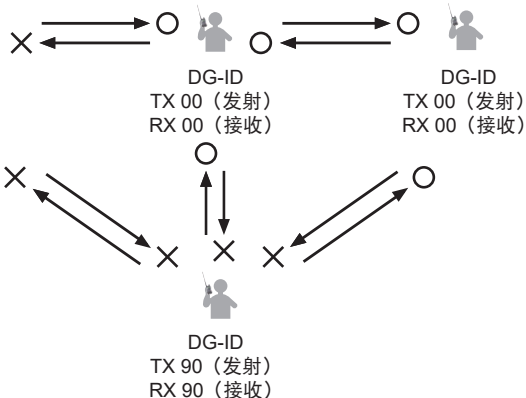 DG-ID
TX 00（发射）
RX 00（接收）
DG-ID
TX 00（发射）
RX 00（接收）
DG-ID
TX 90（发射）
RX 90（接收）